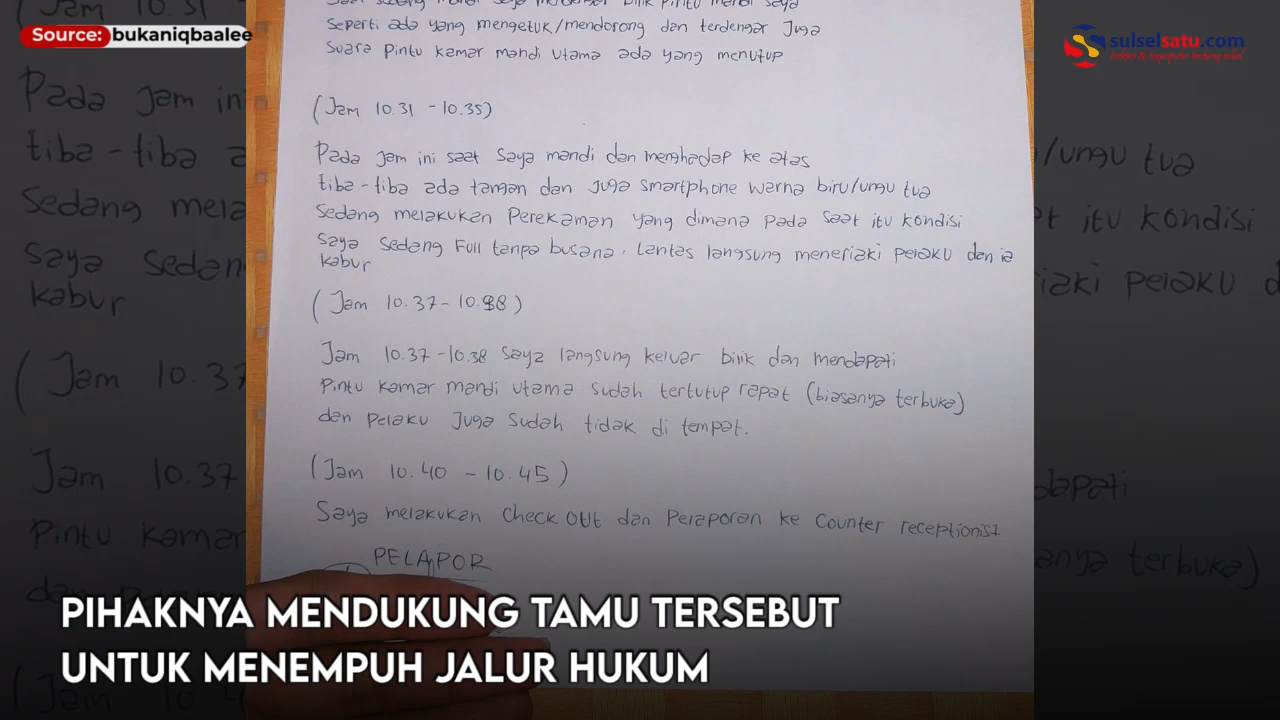 Source: bukaniqbaalee
sulselsatu.com
seperti ada yang mengetuk/mendorong dan terdengar Juga
Suara pintu kamar mandi utama ada yang menutup
(Jam 10.31 - 10.35)
Pada Jam ini saat Saya mandi dan menghadap ke atas
tiba-tiba ada tangan dan Juga Smartphone warna biru/ungu tua
Sedang melakukan Perekaman yang dimana pada saat itu kondisi
Saya Sedang Full tanpa busana. Lantas langsung meneriaki pelaku dan ia
kabur
(Jam 10.37 - 10.38)
Jam 10.37 - 10.38 Saya langsung keluar bilik dan mendapati
Pintu kamar mandi utama sudah tertutup rapat (biasanya terbuka)
dan pelaku Juga Sudah tidak di tempat.
(Jam 10.40 - 10.45)
Saya melakukan Check OUt dan Pelaporan ke Counter receptionist
PELAPOR
PIHAKNYA MENDUKUNG TAMU TERSEBUT
UNTUK MENEMPUH JALUR HUKUM